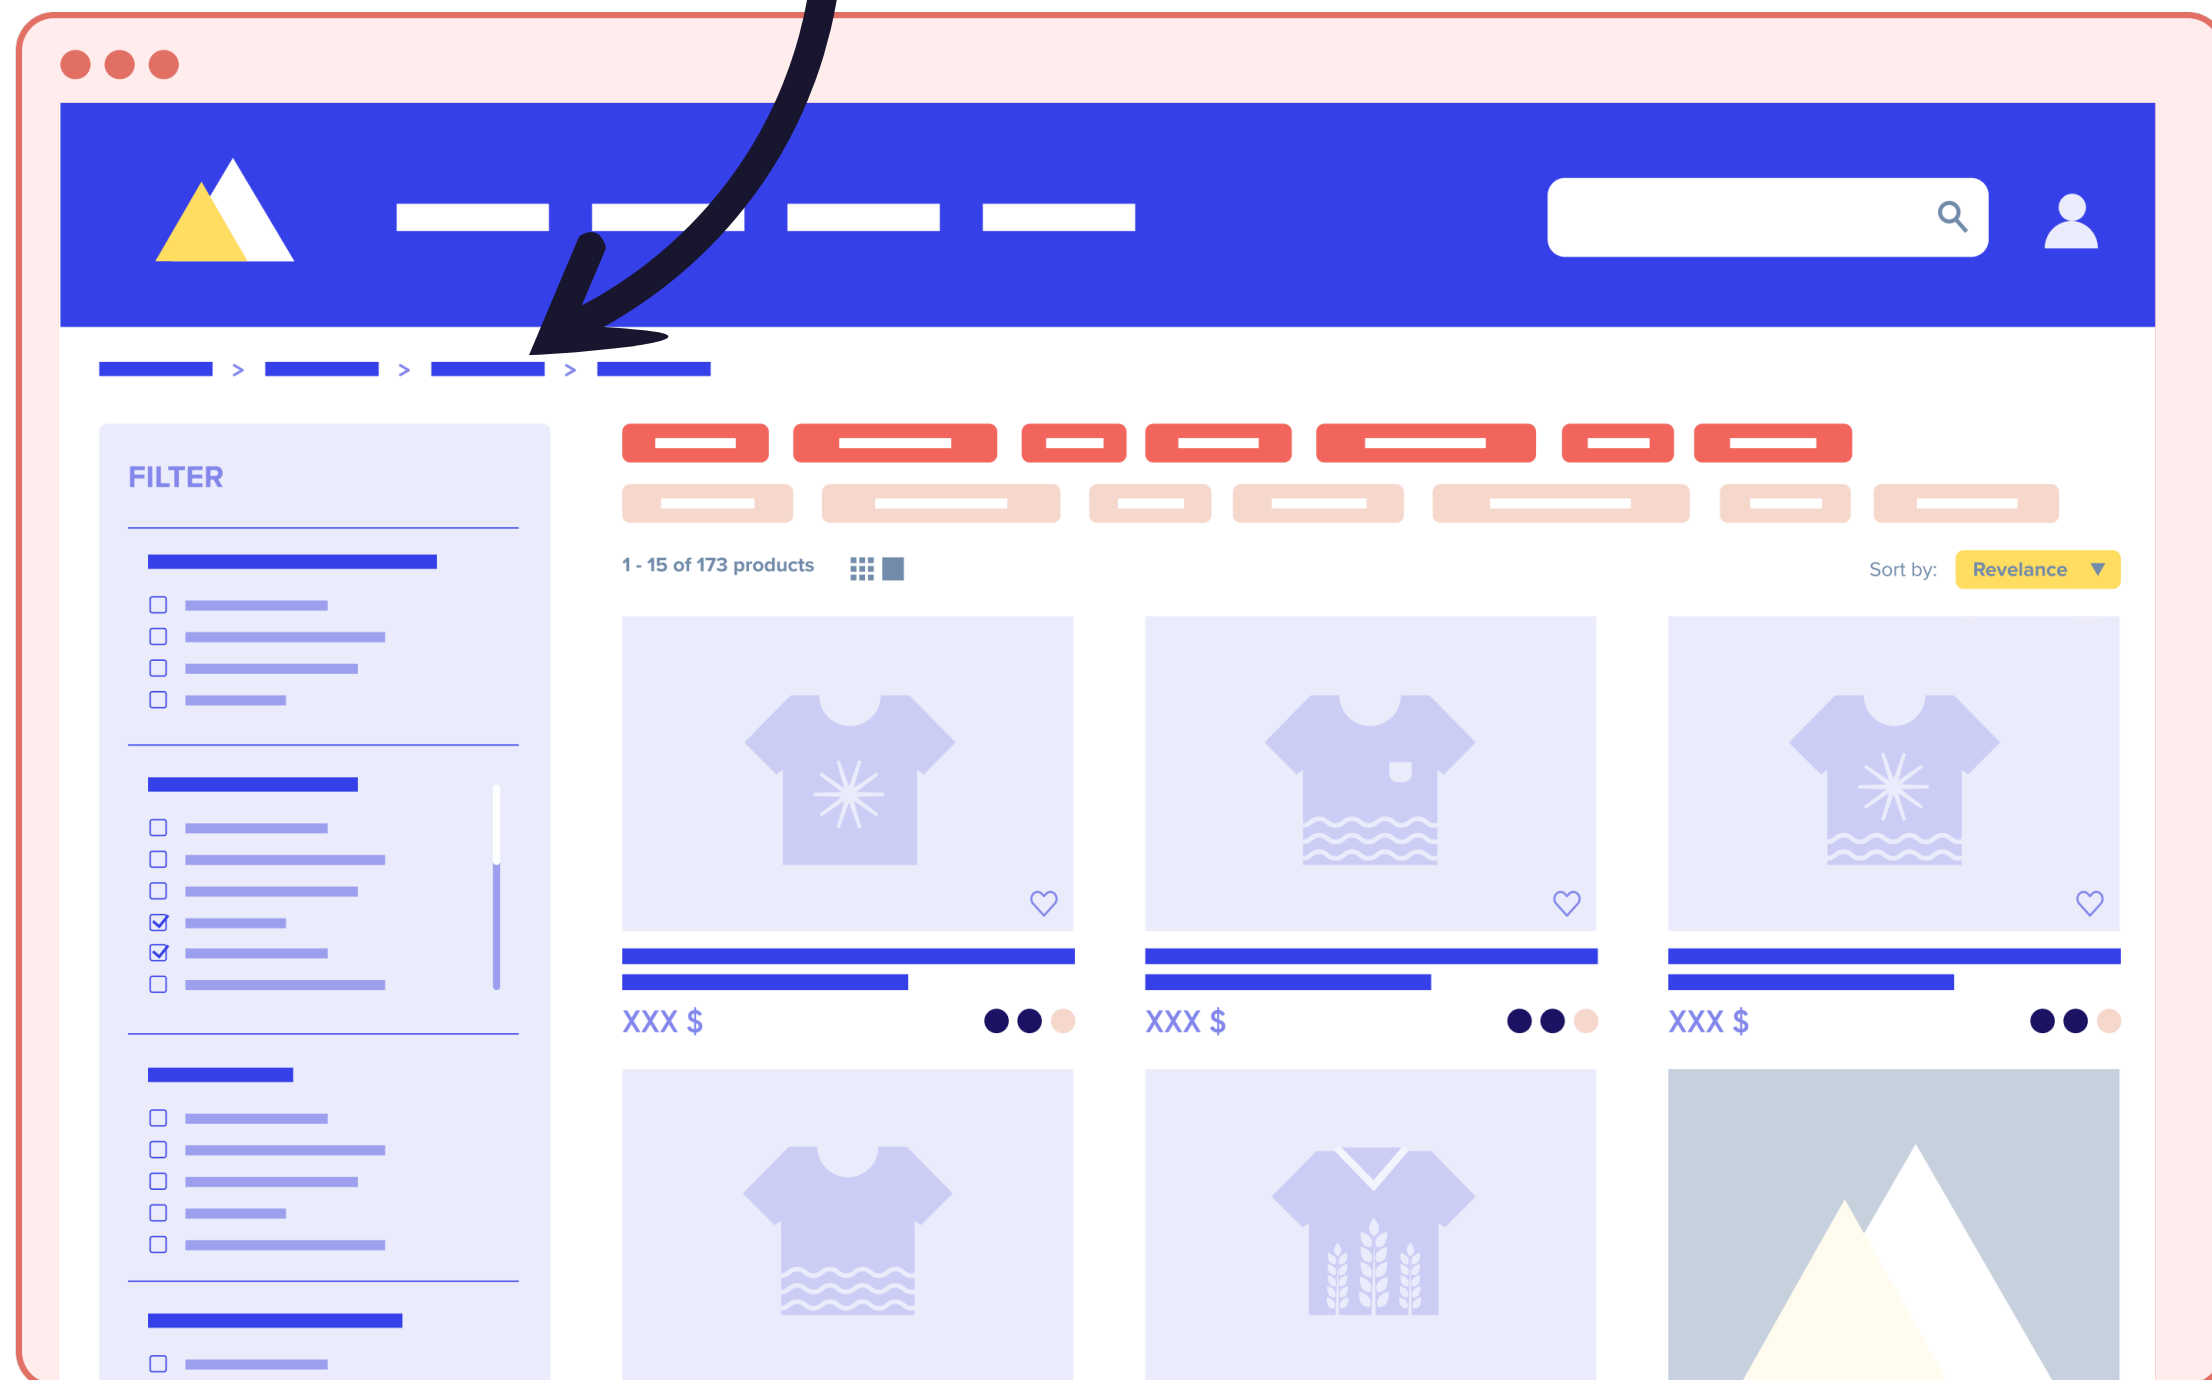 > > >
FILTER
1 - 15 of 173 products
Sort by: Revelance
XXX $ XXX $ XXX $